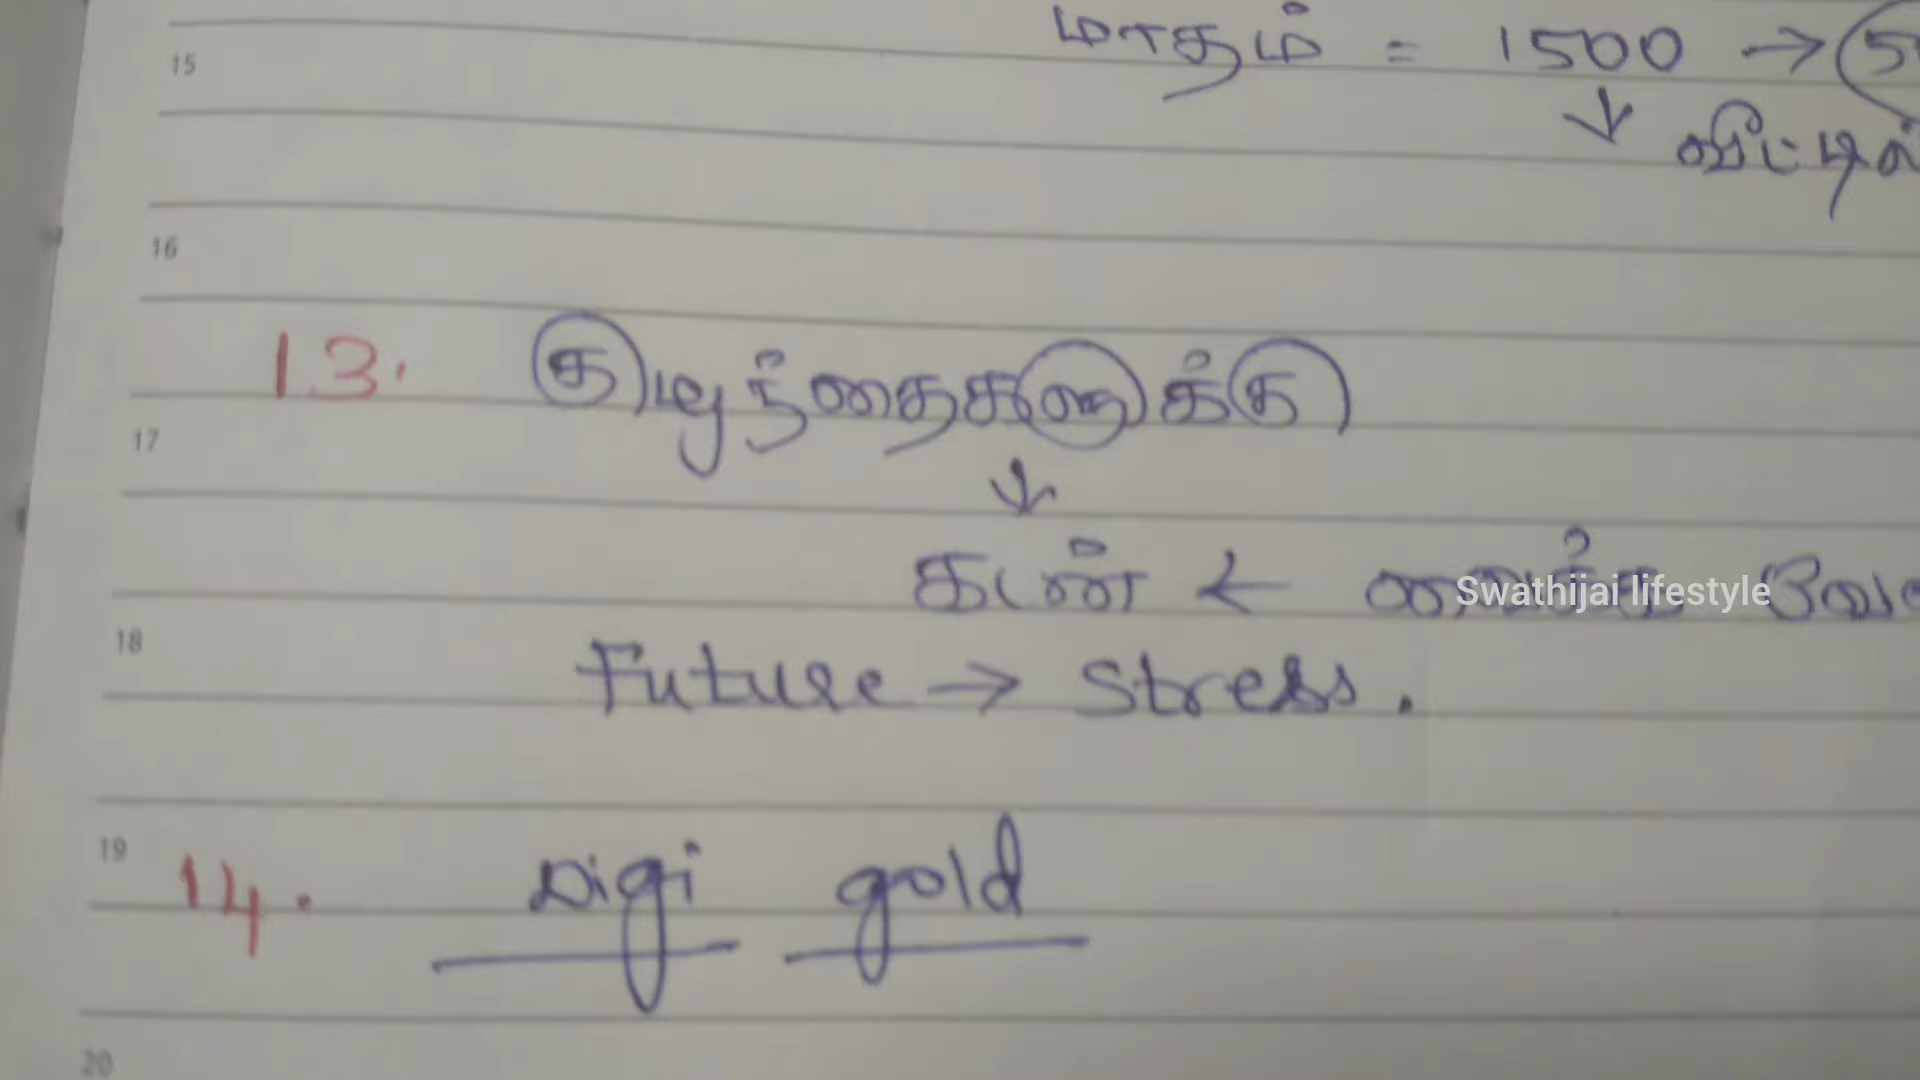 மாதம் = 1500 →
15
↓ வீட்டில்
16
13. குழந்தைகளுக்கு
17
↓
கடன் ← வைக்க
Swathijai lifestyle
18
Future → Stress.
19
14. Digi gold
20